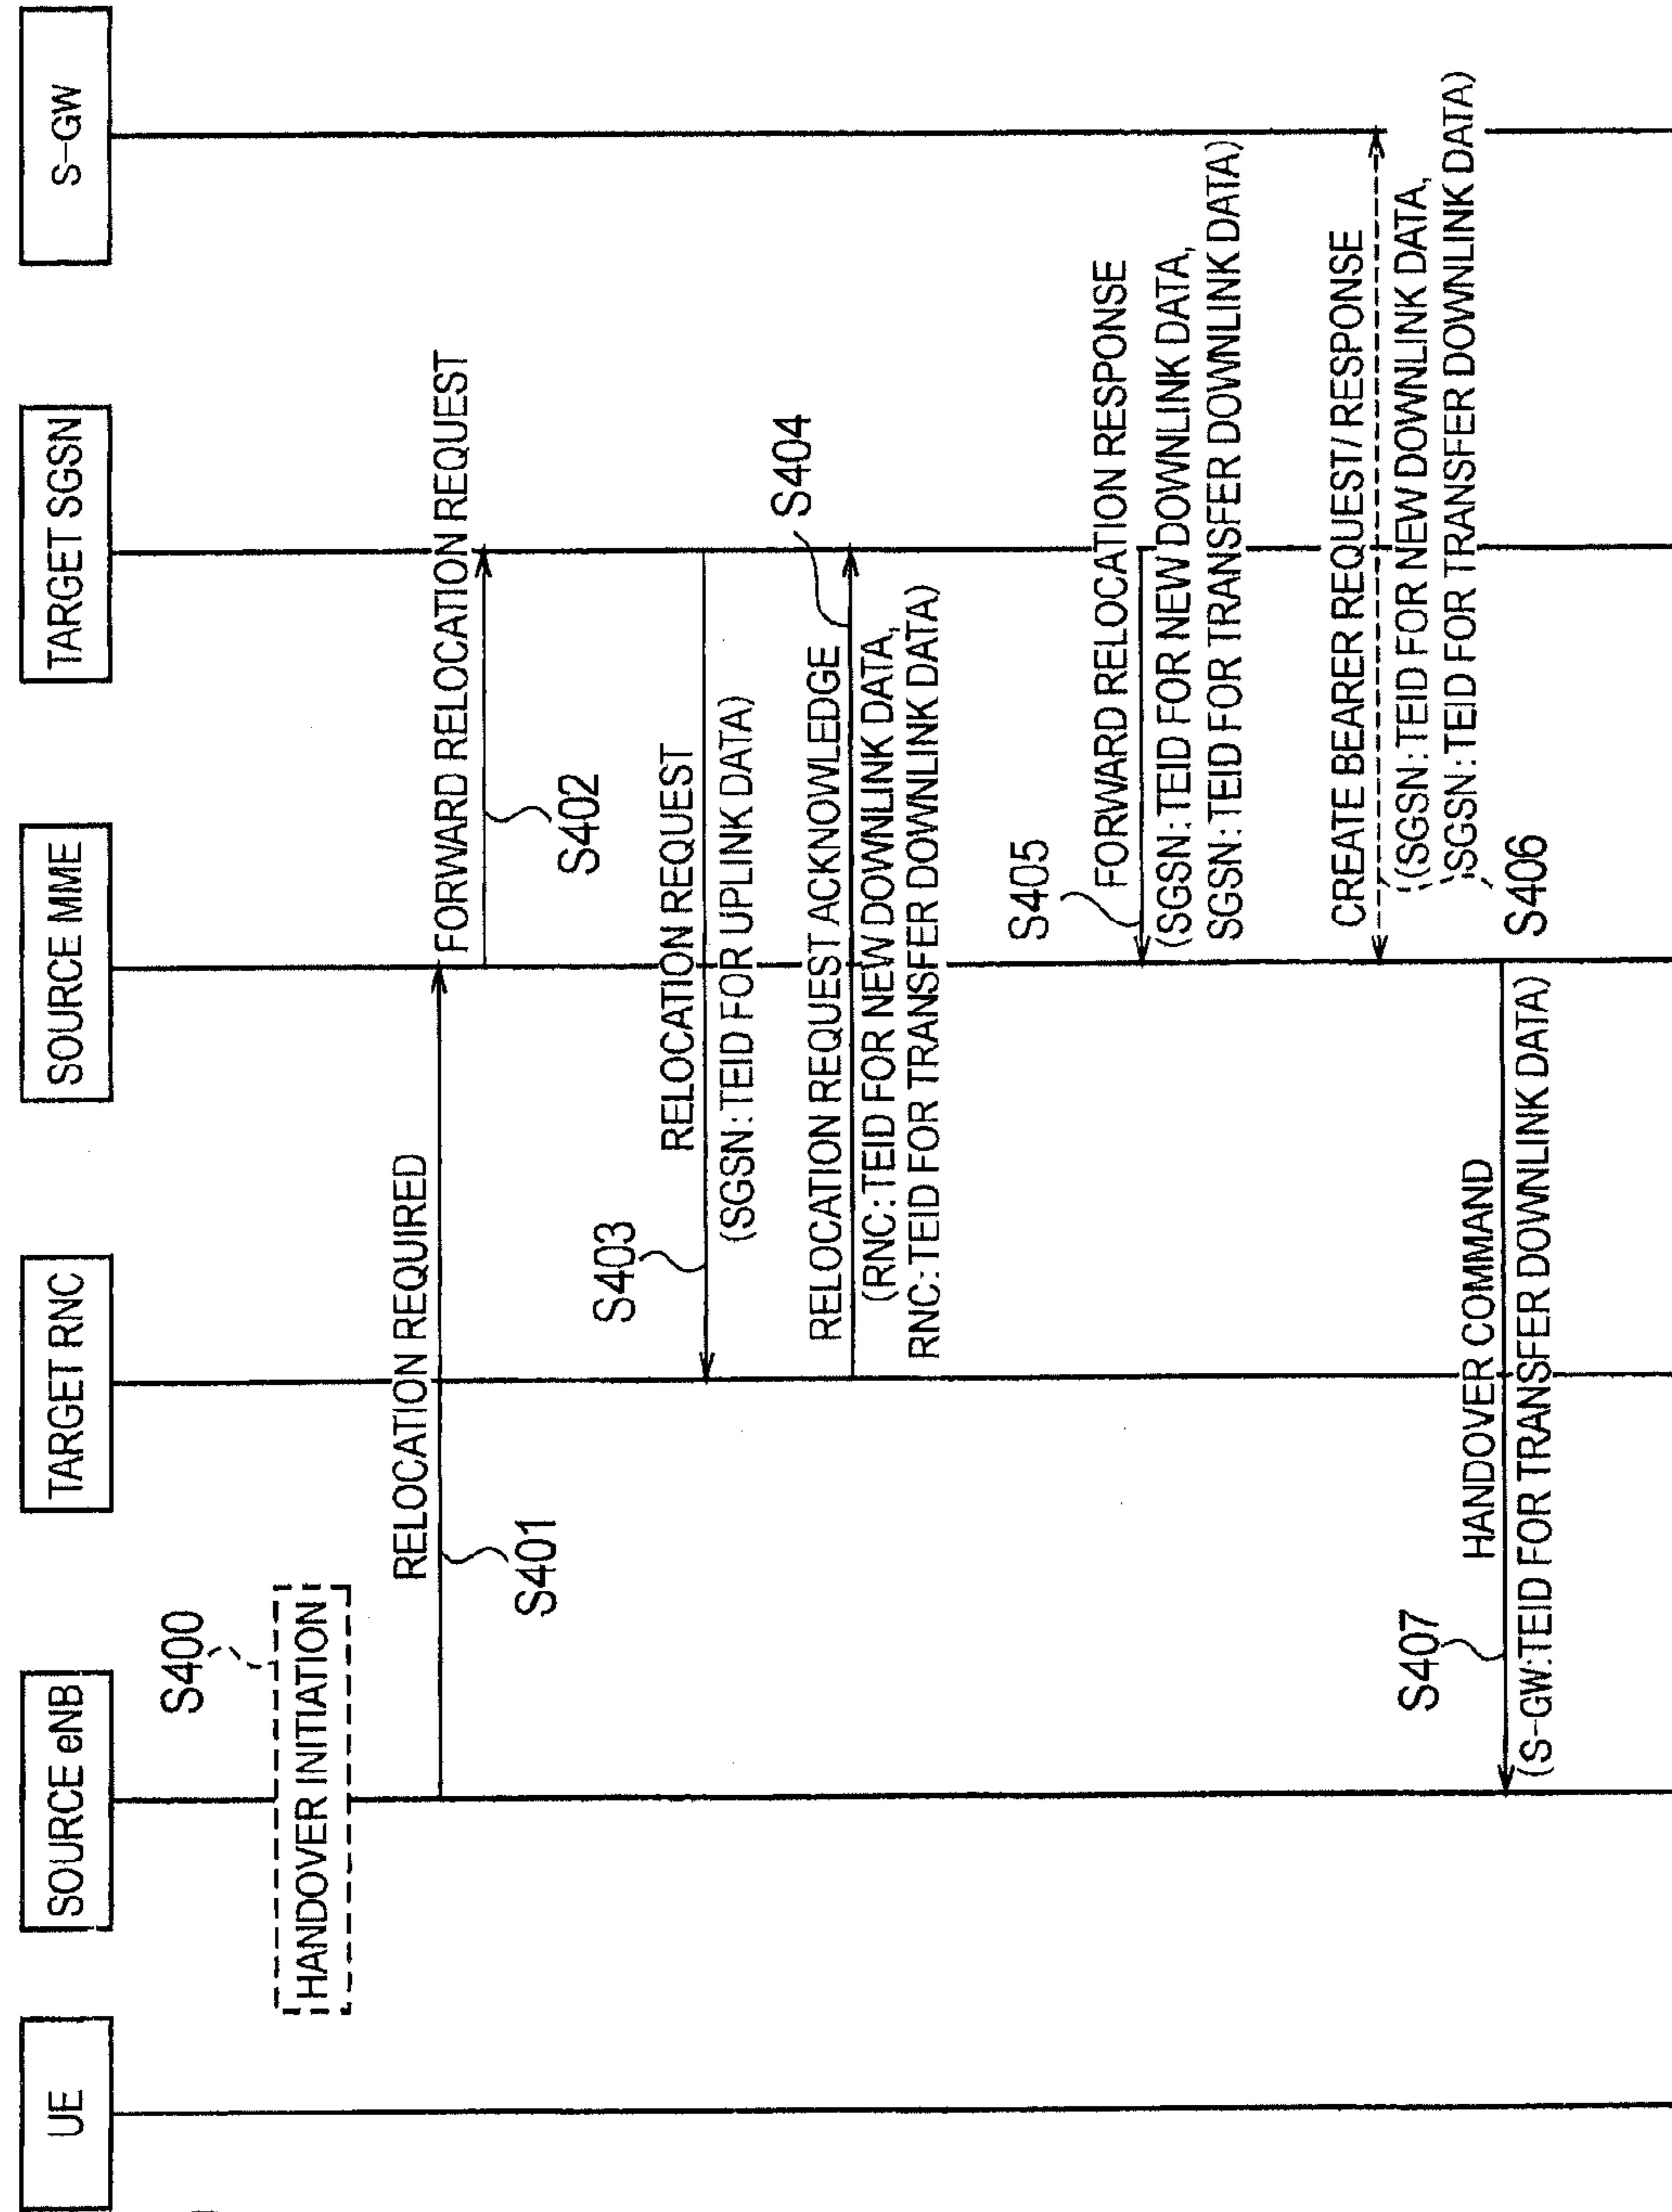 UE
SOURCE eNB
TARGET RNC
SOURCE MME
TARGET SGSN
S-GW
S400
HANDOVER INITIATION
RELOCATION REQUIRED
S401
FORWARD RELOCATION REQUEST
S402
RELOCATION REQUEST
S403
(SGSN:TEID FOR UPLINK DATA)
RELOCATION REQUEST ACKNOWLEDGE
S404
(RNC:TEID FOR NEW DOWNLINK DATA,
RNC:TEID FOR TRANSFER DOWNLINK DATA)
S405
FORWARD RELOCATION RESPONSE
(SGSN:TEID FOR NEW DOWNLINK DATA,
SGSN:TEID FOR TRANSFER DOWNLINK DATA)
CREATE BEARER REQUEST/RESPONSE
(SGSN:TEID FOR NEW DOWNLINK DATA,
SGSN:TEID FOR TRANSFER DOWNLINK DATA)
S406
HANDOVER COMMAND
S407
(S-GW:TEID FOR TRANSFER DOWNLINK DATA)